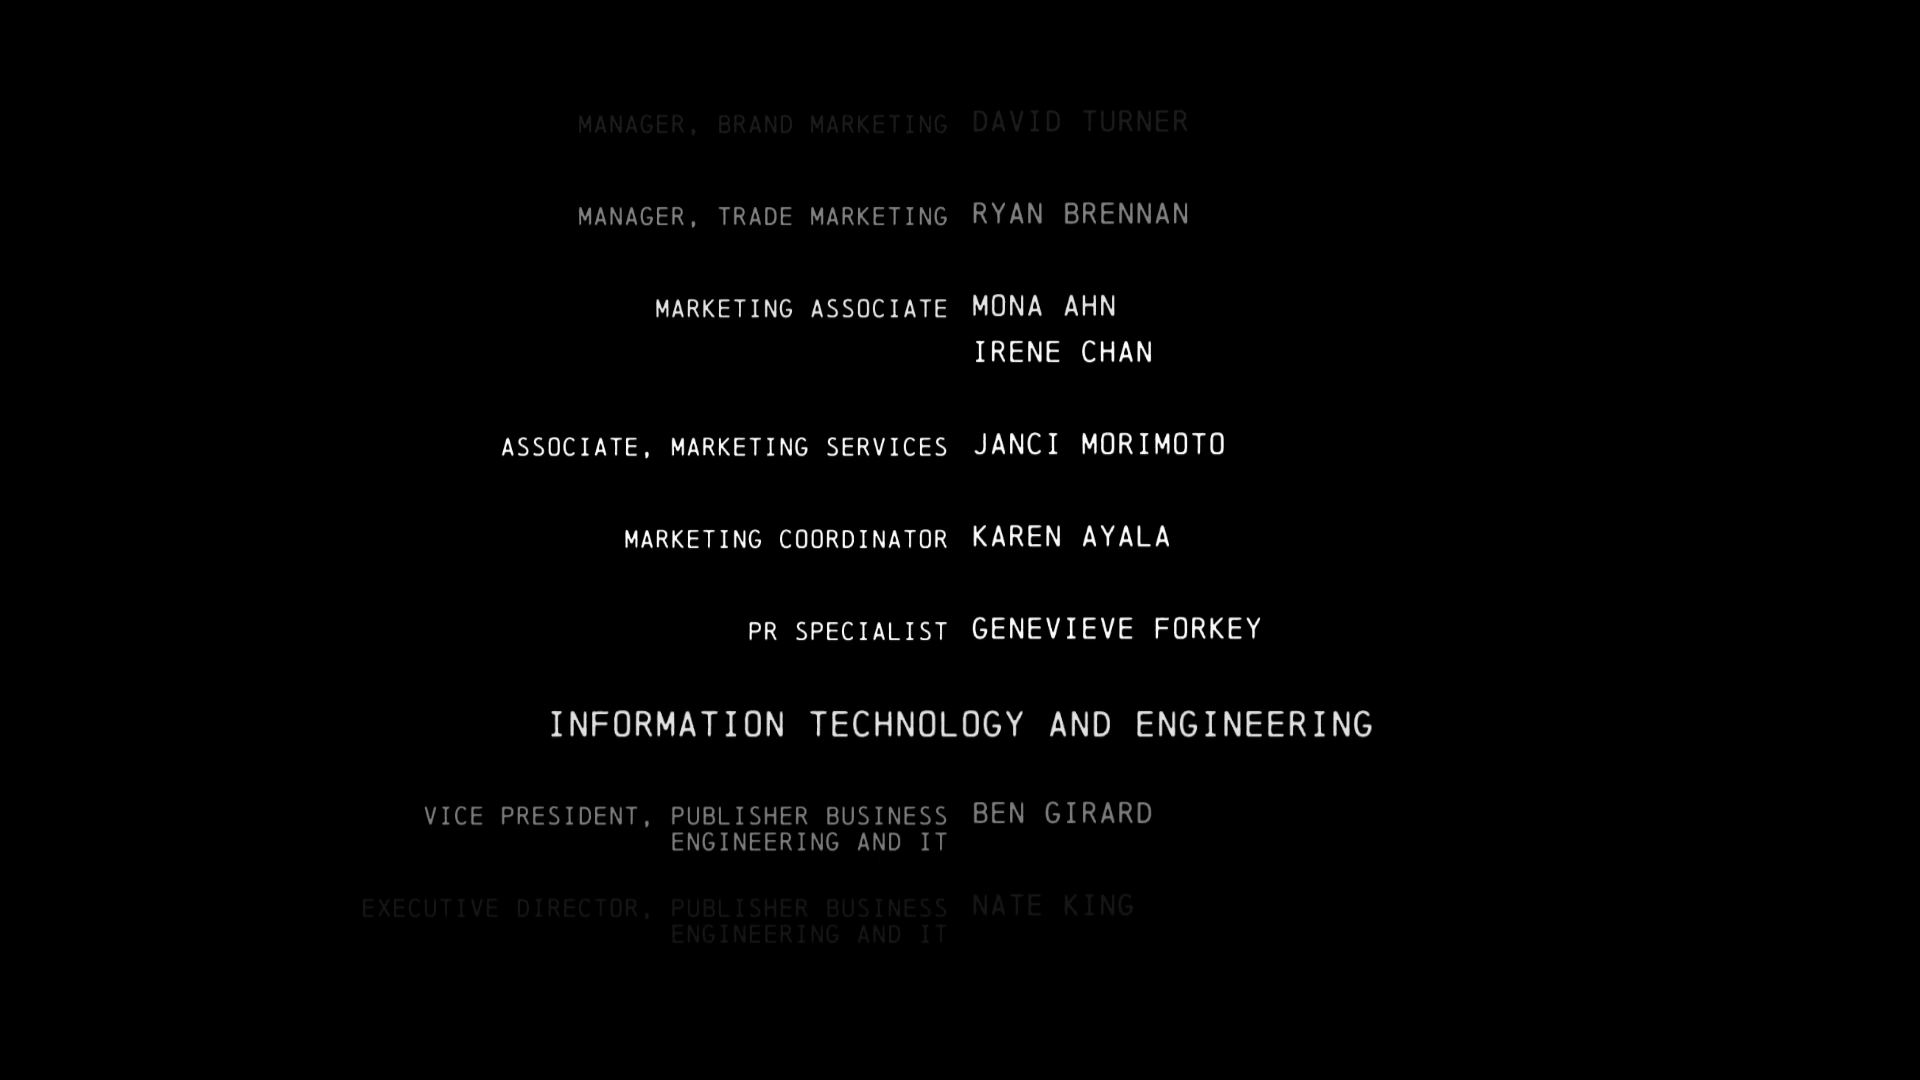 MANAGER, BRAND MARKETING DAVID TURNER
MANAGER, TRADE MARKETING RYAN BRENNAN
MARKETING ASSOCIATE MONA AHN
IRENE CHAN
ASSOCIATE, MARKETING SERVICES JANCI MORIMOTO
MARKETING COORDINATOR KAREN AYALA
PR SPECIALIST GENEVIEVE FORKEY
INFORMATION TECHNOLOGY AND ENGINEERING
VICE PRESIDENT, PUBLISHER BUSINESS BEN GIRARD
ENGINEERING AND IT
EXECUTIVE DIRECTOR, PUBLISHER BUSINESS NATE KING
ENGINEERING AND IT